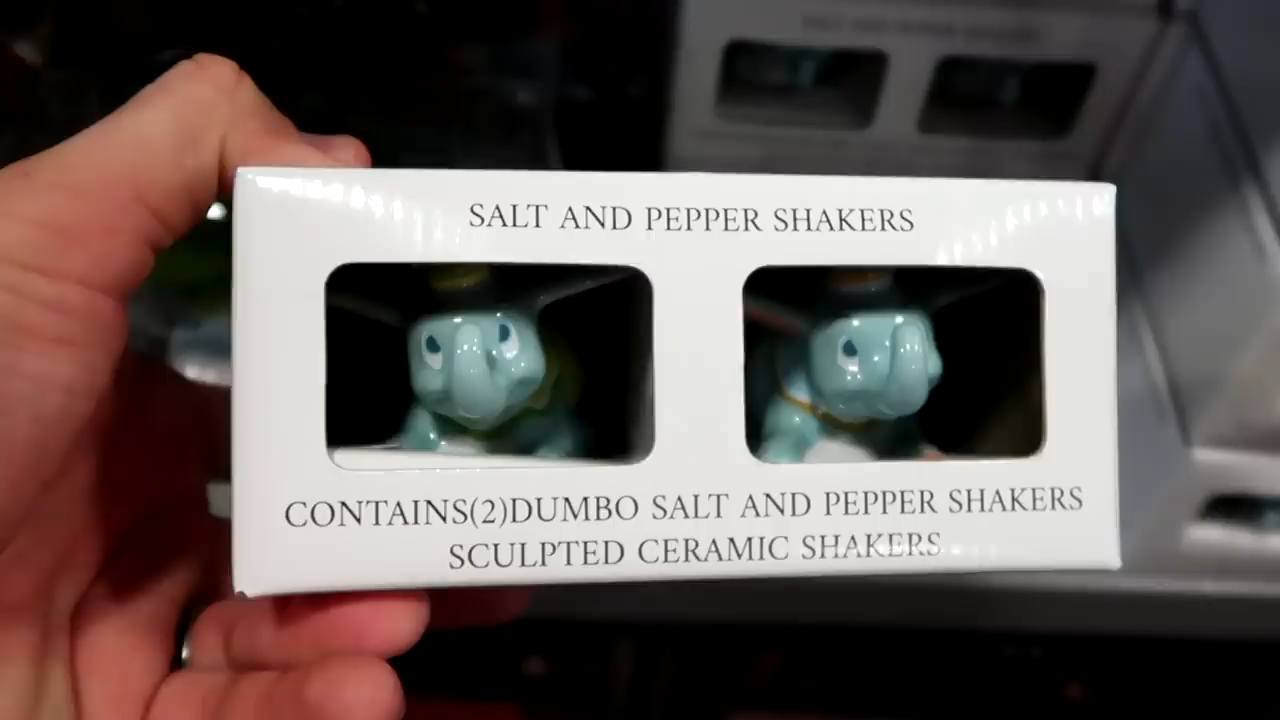 SALT AND PEPPER SHAKERS
CONTAINS(2)DUMBO SALT AND PEPPER SHAKERS
SCULPTED CERAMIC SHAKERS